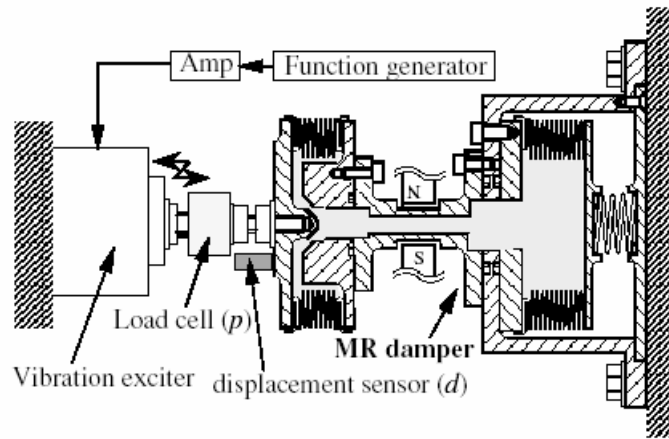 Amp
Function generator
N
S
Load cell (p)
MR damper
Vibration exciter
displacement sensor (d)